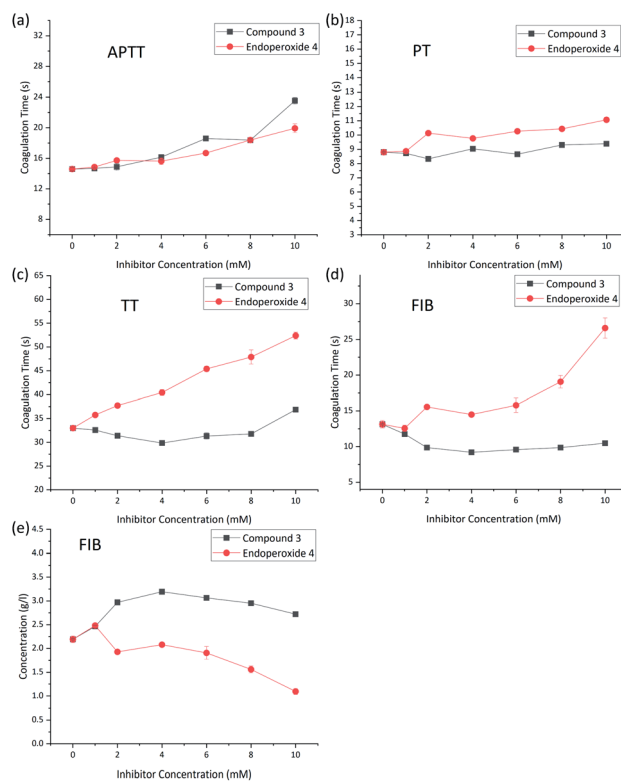 (a)
APTT
Compound 3
Endoperoxide 4
Coagulation Time (s)
32
28
24
20
16
12
8
0 2 4 6 8 10
Inhibitor Concentration (mM)
(b)
PT
Compound 3
Endoperoxide 4
Coagulation Time (s)
18
17
16
15
14
13
12
11
10
9
8
7
6
5
4
3
0 2 4 6 8 10
Inhibitor Concentration (mM)
(c)
TT
Compound 3
Endoperoxide 4
Coagulation Time (s)
65
60
55
50
45
40
35
30
25
20
0 2 4 6 8 10
Inhibitor Concentration (mM)
(d)
FIB
Compound 3
Endoperoxide 4
Coagulation Time (s)
30
25
20
15
10
5
0 2 4 6 8 10
Inhibitor Concentration (mM)
(e)
FIB
Compound 3
Endoperoxide 4
Concentration (g/l)
4.5
4.0
3.5
3.0
2.5
2.0
1.5
1.0
0.5
0.0
0 2 4 6 8 10
Inhibitor Concentration (mM)